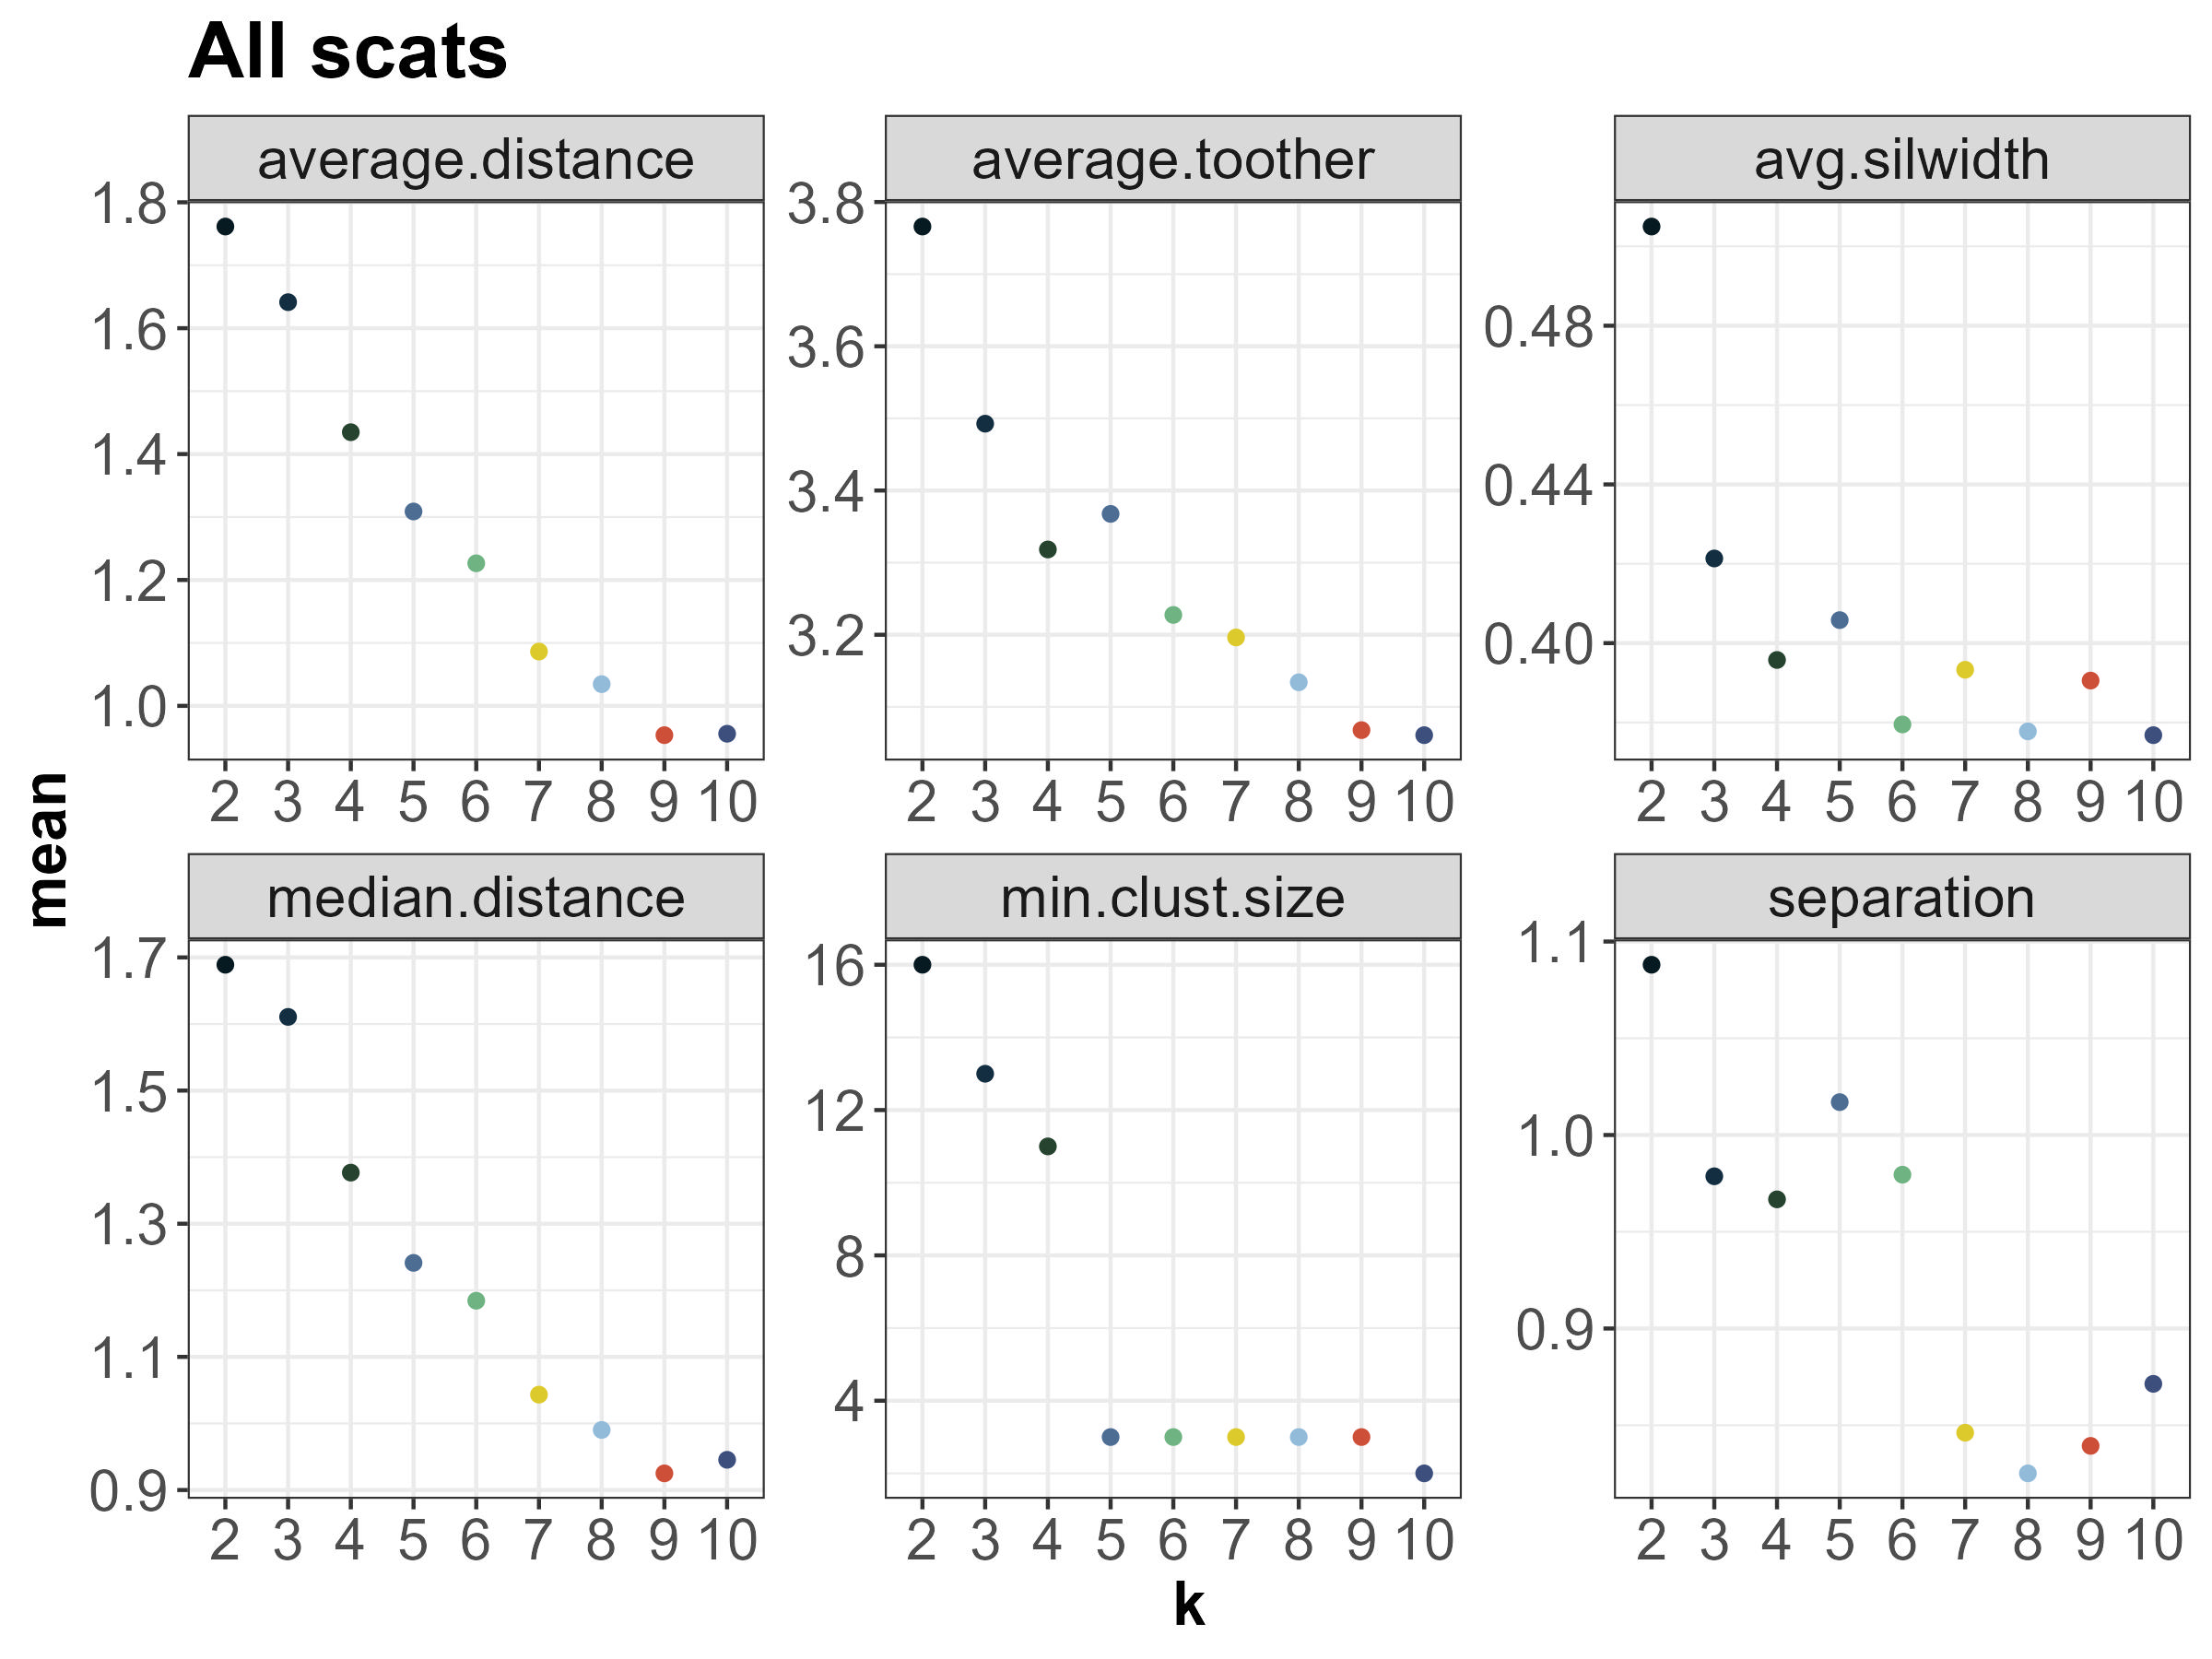 All scats
average.distance
average.toother
avg.silwidth
1.8
1.6
1.4
1.2
1.0
3.8
3.6
3.4
3.2
0.48
0.44
0.40
2 3 4 5 6 7 8 9 10
2 3 4 5 6 7 8 9 10
2 3 4 5 6 7 8 9 10
mean
median.distance
min.clust.size
separation
1.7
1.5
1.3
1.1
0.9
16
12
8
4
1.1
1.0
0.9
2 3 4 5 6 7 8 9 10
2 3 4 5 6 7 8 9 10
2 3 4 5 6 7 8 9 10
k